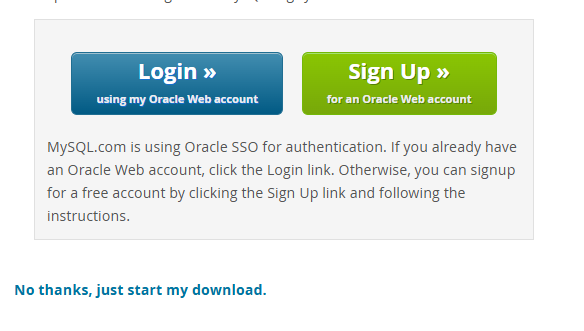 Login »
using my Oracle Web account
Sign Up »
for an Oracle Web account
MySQL.com is using Oracle SSO for authentication. If you already have
an Oracle Web account, click the Login link. Otherwise, you can signup
for a free account by clicking the Sign Up link and following the
instructions.
No thanks, just start my download.